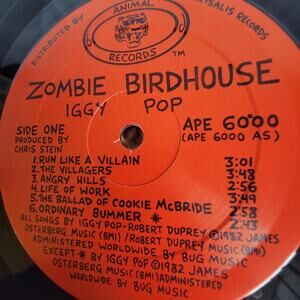 DISTRIBUTED BY
CHRYSALIS RECORDS
ANIMAL
RECORDS
TM
ZOMBIE BIRDHOUSE
IGGY POP
SIDE ONE
APE 6000
PRODUCED BY
(APE 6000 AS)
CHRIS STEIN
1.RUN LIKE A VILLAIN 3:01
2.THE VILLAGERS 3:48
3.ANGRY HILLS 2:56
4.LIFE OF WORK 3:49
5.THE BALLAD OF COOKIE McBRIDE 2:58
6.ORDINARY BUMMER * 2:43
ALL SONGS BY IGGY POP-ROBERT DUPREY ©1982 JAMES
OSTERBERG MUSIC (BMI)/ROBERT DUPREY MUSIC (BMI)
ADMINISTERED WORLDWIDE BY BUG MUSIC
EXCEPT * BY IGGY POP ©1982 JAMES
OSTERBERG MUSIC (BMI) ADMINISTERED
WORLDWIDE BY BUG MUSIC